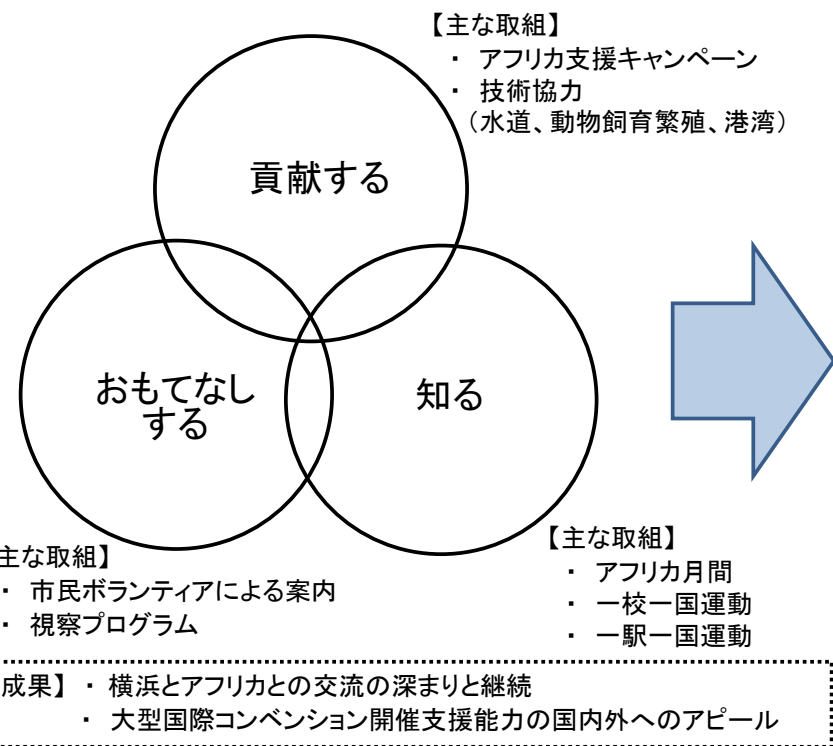 【主な取組】
・ アフリカ支援キャンペーン
・ 技術協力
（水道、動物飼育繁殖、港湾）
貢献する
おもてなし
する
知る
主な取組】
・ 市民ボランティアによる案内
・ 視察プログラム
【主な取組】
・ アフリカ月間
・ 一校一国運動
・ 一駅一国運動
成果】 ・ 横浜とアフリカとの交流の深まりと継続
・ 大型国際コンベンション開催支援能力の国内外へのアピール